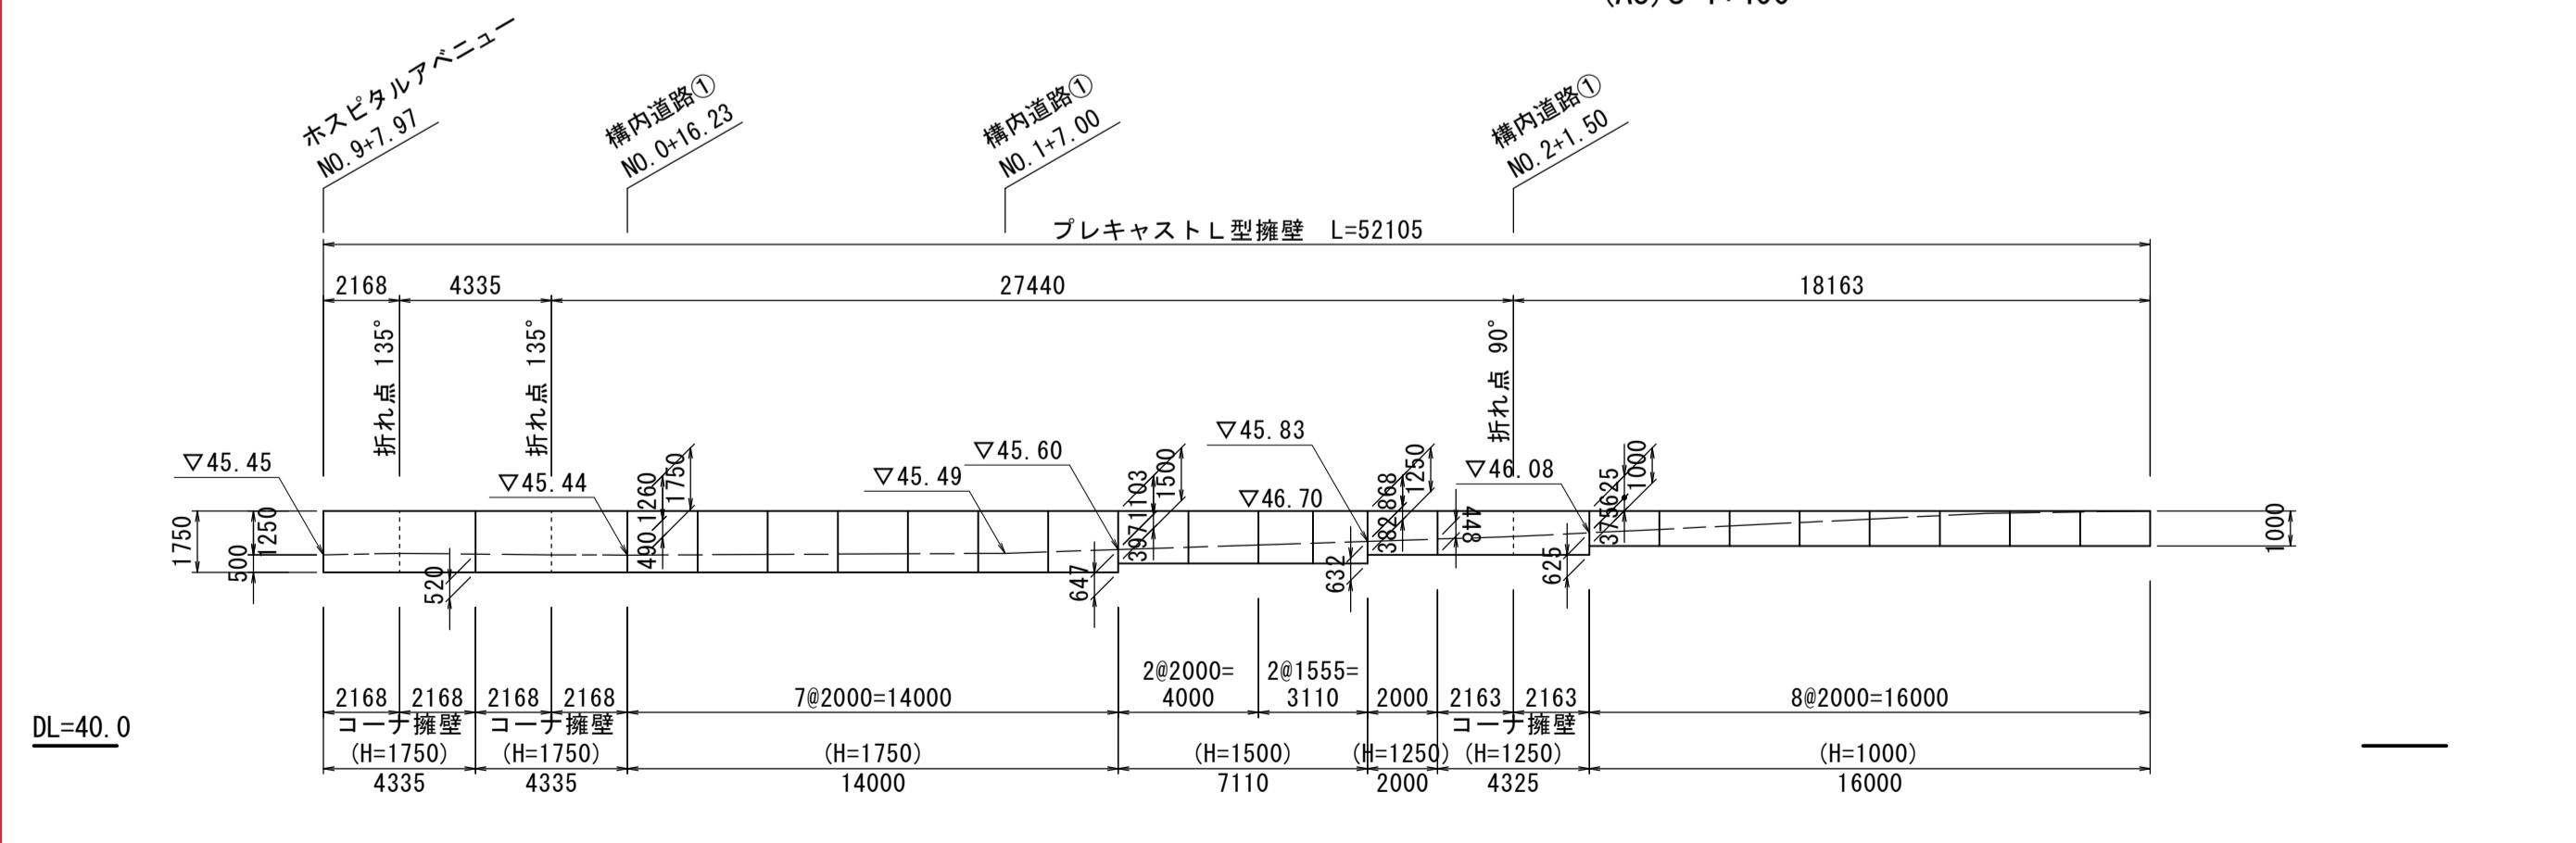 ホスピタルアベニュー
NO.9+7.97
構内道路①
NO.0+16.23
構内道路①
NO.1+7.00
構内道路①
NO.2+1.50
プレキャストL型擁壁 L=52105
2168
4335
27440
18163
折れ点 135°
折れ点 135°
折れ点 90°
▽45.45
▽45.44
▽45.49
▽45.60
▽45.83
▽46.70
▽46.08
1750
500
1250
520
490
1260
1750
647
397
1103
1500
632
382
868
1250
448
625
375
625
1000
1000
2168
2168
2168
2168
7@2000=14000
2@2000=
4000
2@1555=
3110
2000
2163
2163
8@2000=16000
DL=40.0
コーナ擁壁
コーナ擁壁
コーナ擁壁
(H=1750)
(H=1750)
(H=1750)
(H=1500)
(H=1250)
(H=1250)
(H=1000)
4335
4335
14000
7110
2000
4325
16000